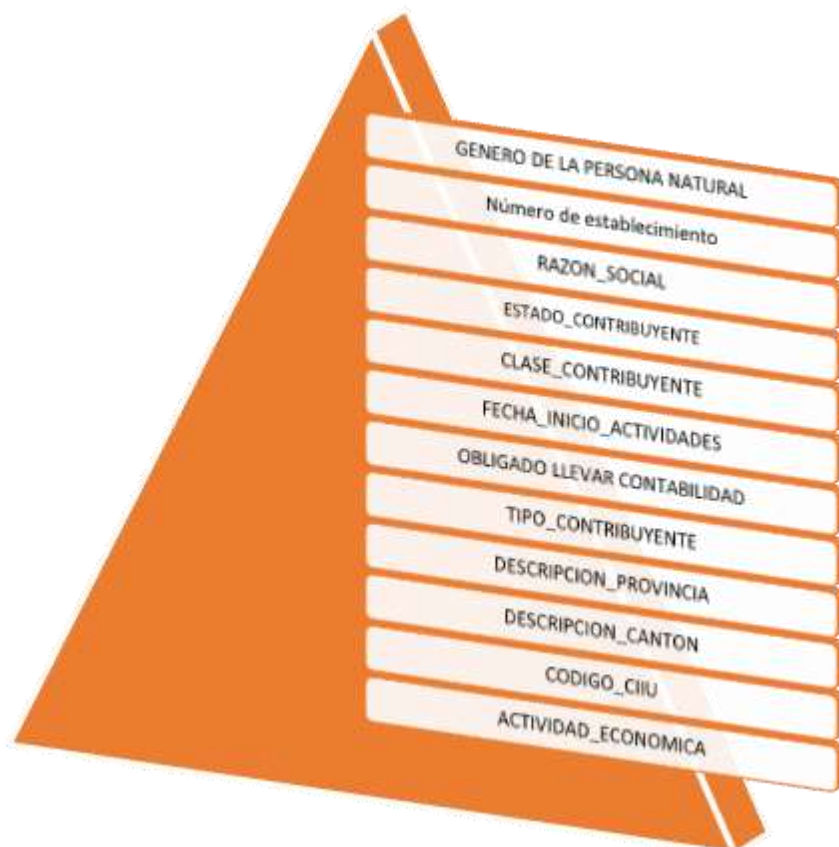 GENERO DE LA PERSONA NATURAL
Número de establecimiento
RAZON_SOCIAL
ESTADO_CONTRIBUYENTE
CLASE_CONTRIBUYENTE
FECHA_INICIO_ACTIVIDADES
OBLIGADO LLEVAR CONTABILIDAD
TIPO_CONTRIBUYENTE
DESCRIPCION_PROVINCIA
DESCRIPCION_CANTON
CODIGO_CIIU
ACTIVIDAD_ECONOMICA